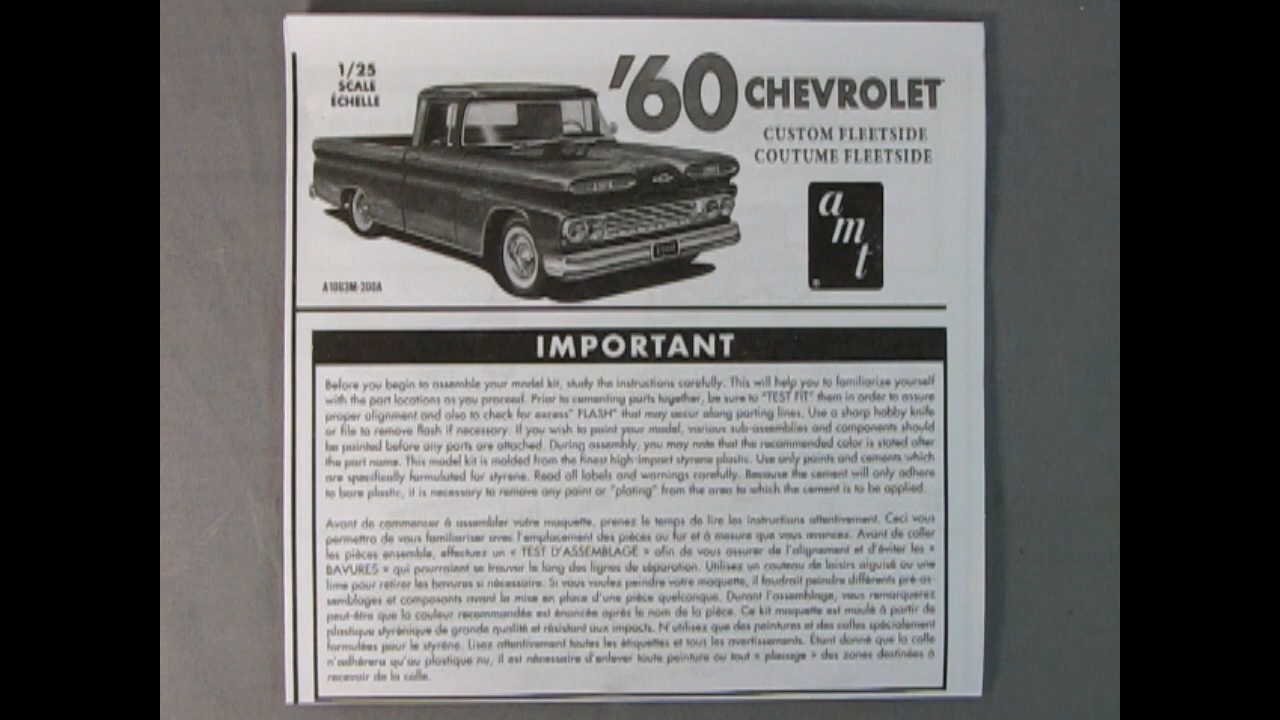 1/25
SCALE
ÉCHELLE
'60 CHEVROLET
CUSTOM FLEETSIDE
COUTUME FLEETSIDE
amt
A1063M-200A
IMPORTANT
Before you begin to assemble your model kit, study the instructions carefully. This will help you to familiarize yourself
with the part locations as you proceed. Prior to cementing parts together, be sure to "TEST FIT" them in order to assure
proper alignment and also to check for excess" FLASH" that may occur along parting lines. Use a sharp hobby knife
or file to remove flash if necessary. If you wish to paint your model, various sub-assemblies and components should
be painted before any parts are attached. During assembly, you may note that the recommended color is stated after
the part name. This model kit is molded from the finest high-impact styrene plastic. Use only paints and cements which
are specifically formulated for styrene. Read all labels and warnings carefully. Because the cement will only adhere
to bare plastic, it is necessary to remove any paint or "plating" from the area to which the cement is to be applied.
Avant de commencer à assembler votre maquette, prenez le temps de lire les instructions attentivement. Ceci vous
permettra de vous familiariser avec l'emplacement des pièces au fur et à mesure que vous avancez. Avant de coller
les pièces ensemble, effectuez un « TEST D'ASSEMBLAGE » afin de vous assurer de l'alignement et d'éviter les «
BAVURES » qui pourraient se trouver le long des lignes de séparation. Utilisez un couteau de loisirs aiguisé ou une
lime pour retirer les bavures si nécessaire. Si vous voulez peindre votre maquette, il faudrait peindre différents pré-as-
semblages et composants avant la mise en place d'une pièce quelconque. Durant l'assemblage, vous remarquerez
peut-être que la couleur recommandée est énoncée après le nom de la pièce. Ce kit maquette est moulé à partir de
plastique styrénique de grande qualité et résistant aux impacts. N'utilisez que des peintures et des colles spécialement
formulées pour le styrène. Lisez attentivement toutes les étiquettes et tous les avertissements. Étant donné que la colle
n'adhérera qu'au plastique nu, il est nécessaire d'enlever toute peinture ou tout « placage » des zones destinées à
recevoir de la colle.